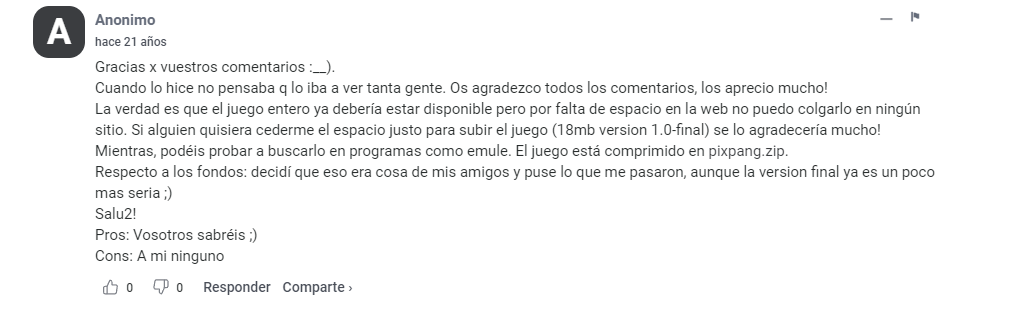 A
Anonimo
hace 21 años
Gracias x vuestros comentarios :__).
Cuando lo hice no pensaba q lo iba a ver tanta gente. Os agradezco todos los comentarios, los aprecio mucho!
La verdad es que el juego entero ya debería estar disponible pero por falta de espacio en la web no puedo colgarlo en ningún
sitio. Si alguien quisiera cederme el espacio justo para subir el juego (18mb version 1.0-final) se lo agradecería mucho!
Mientras, podéis probar a buscarlo en programas como emule. El juego está comprimido en pixpang.zip.
Respecto a los fondos: decidí que eso era cosa de mis amigos y puse lo que me pasaron, aunque la version final ya es un poco
mas seria ;)
Salu2!
Pros: Vosotros sabréis ;)
Cons: A mi ninguno
0 0 Responder Comparte ›